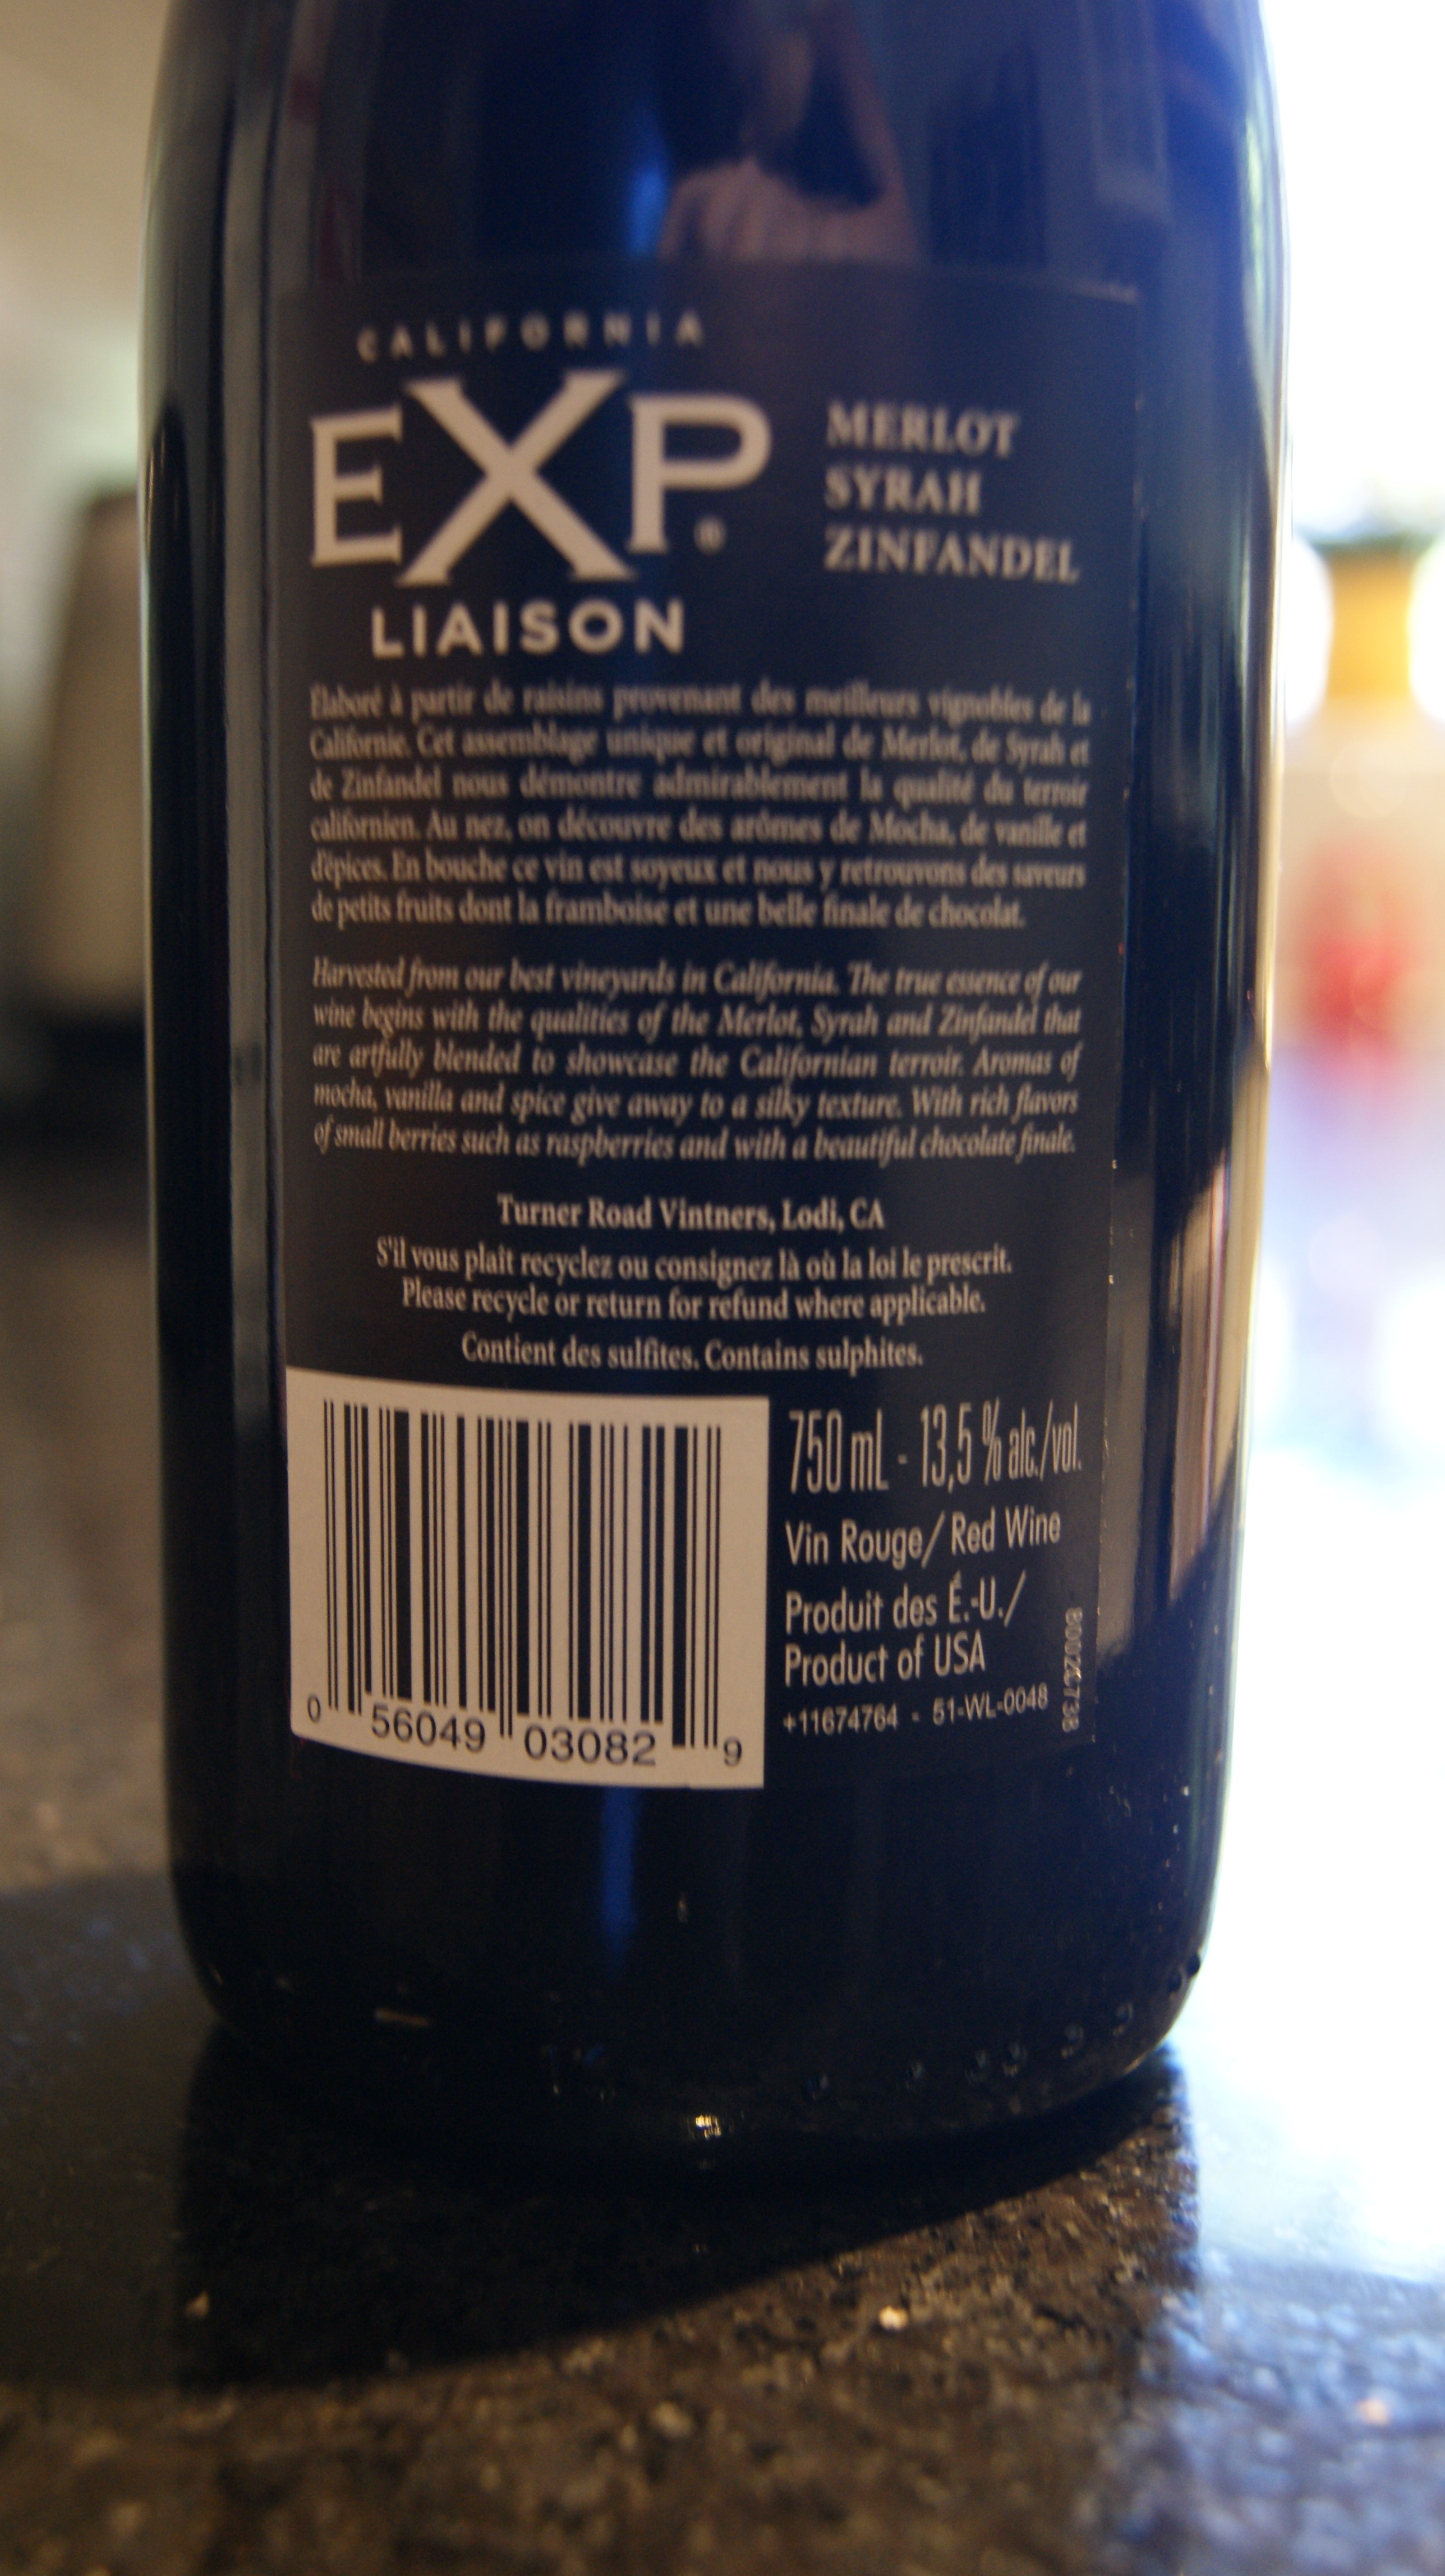 CALIFORNIA
EXP®
LIAISON
MERLOT
SYRAH
ZINFANDEL
Élaboré à partir de raisins provenant des meilleurs vignobles de la
Californie. Cet assemblage unique et original de Merlot, de Syrah et
de Zinfandel nous démontre admirablement la qualité du terroir
californien. Au nez, on découvre des arômes de Mocha, de vanille et
d'épices. En bouche ce vin est soyeux et nous y retrouvons des saveurs
de petits fruits dont la framboise et une belle finale de chocolat.
Harvested from our best vineyards in California. The true essence of our
wine begins with the qualities of the Merlot, Syrah and Zinfandel that
are artfully blended to showcase the Californian terroir. Aromas of
mocha, vanilla and spice give away to a silky texture. With rich flavors
of small berries such as raspberries and with a beautiful chocolate finale.
Turner Road Vintners, Lodi, CA
S'il vous plaît recyclez ou consignez là où la loi le prescrit.
Please recycle or return for refund where applicable.
Contient des sulfites. Contains sulphites.
0 56049 03082 9
750 mL - 13,5 % alc./vol.
Vin Rouge/Red Wine
Produit des É.-U./
Product of USA
+11674764 - 51-WL-0048